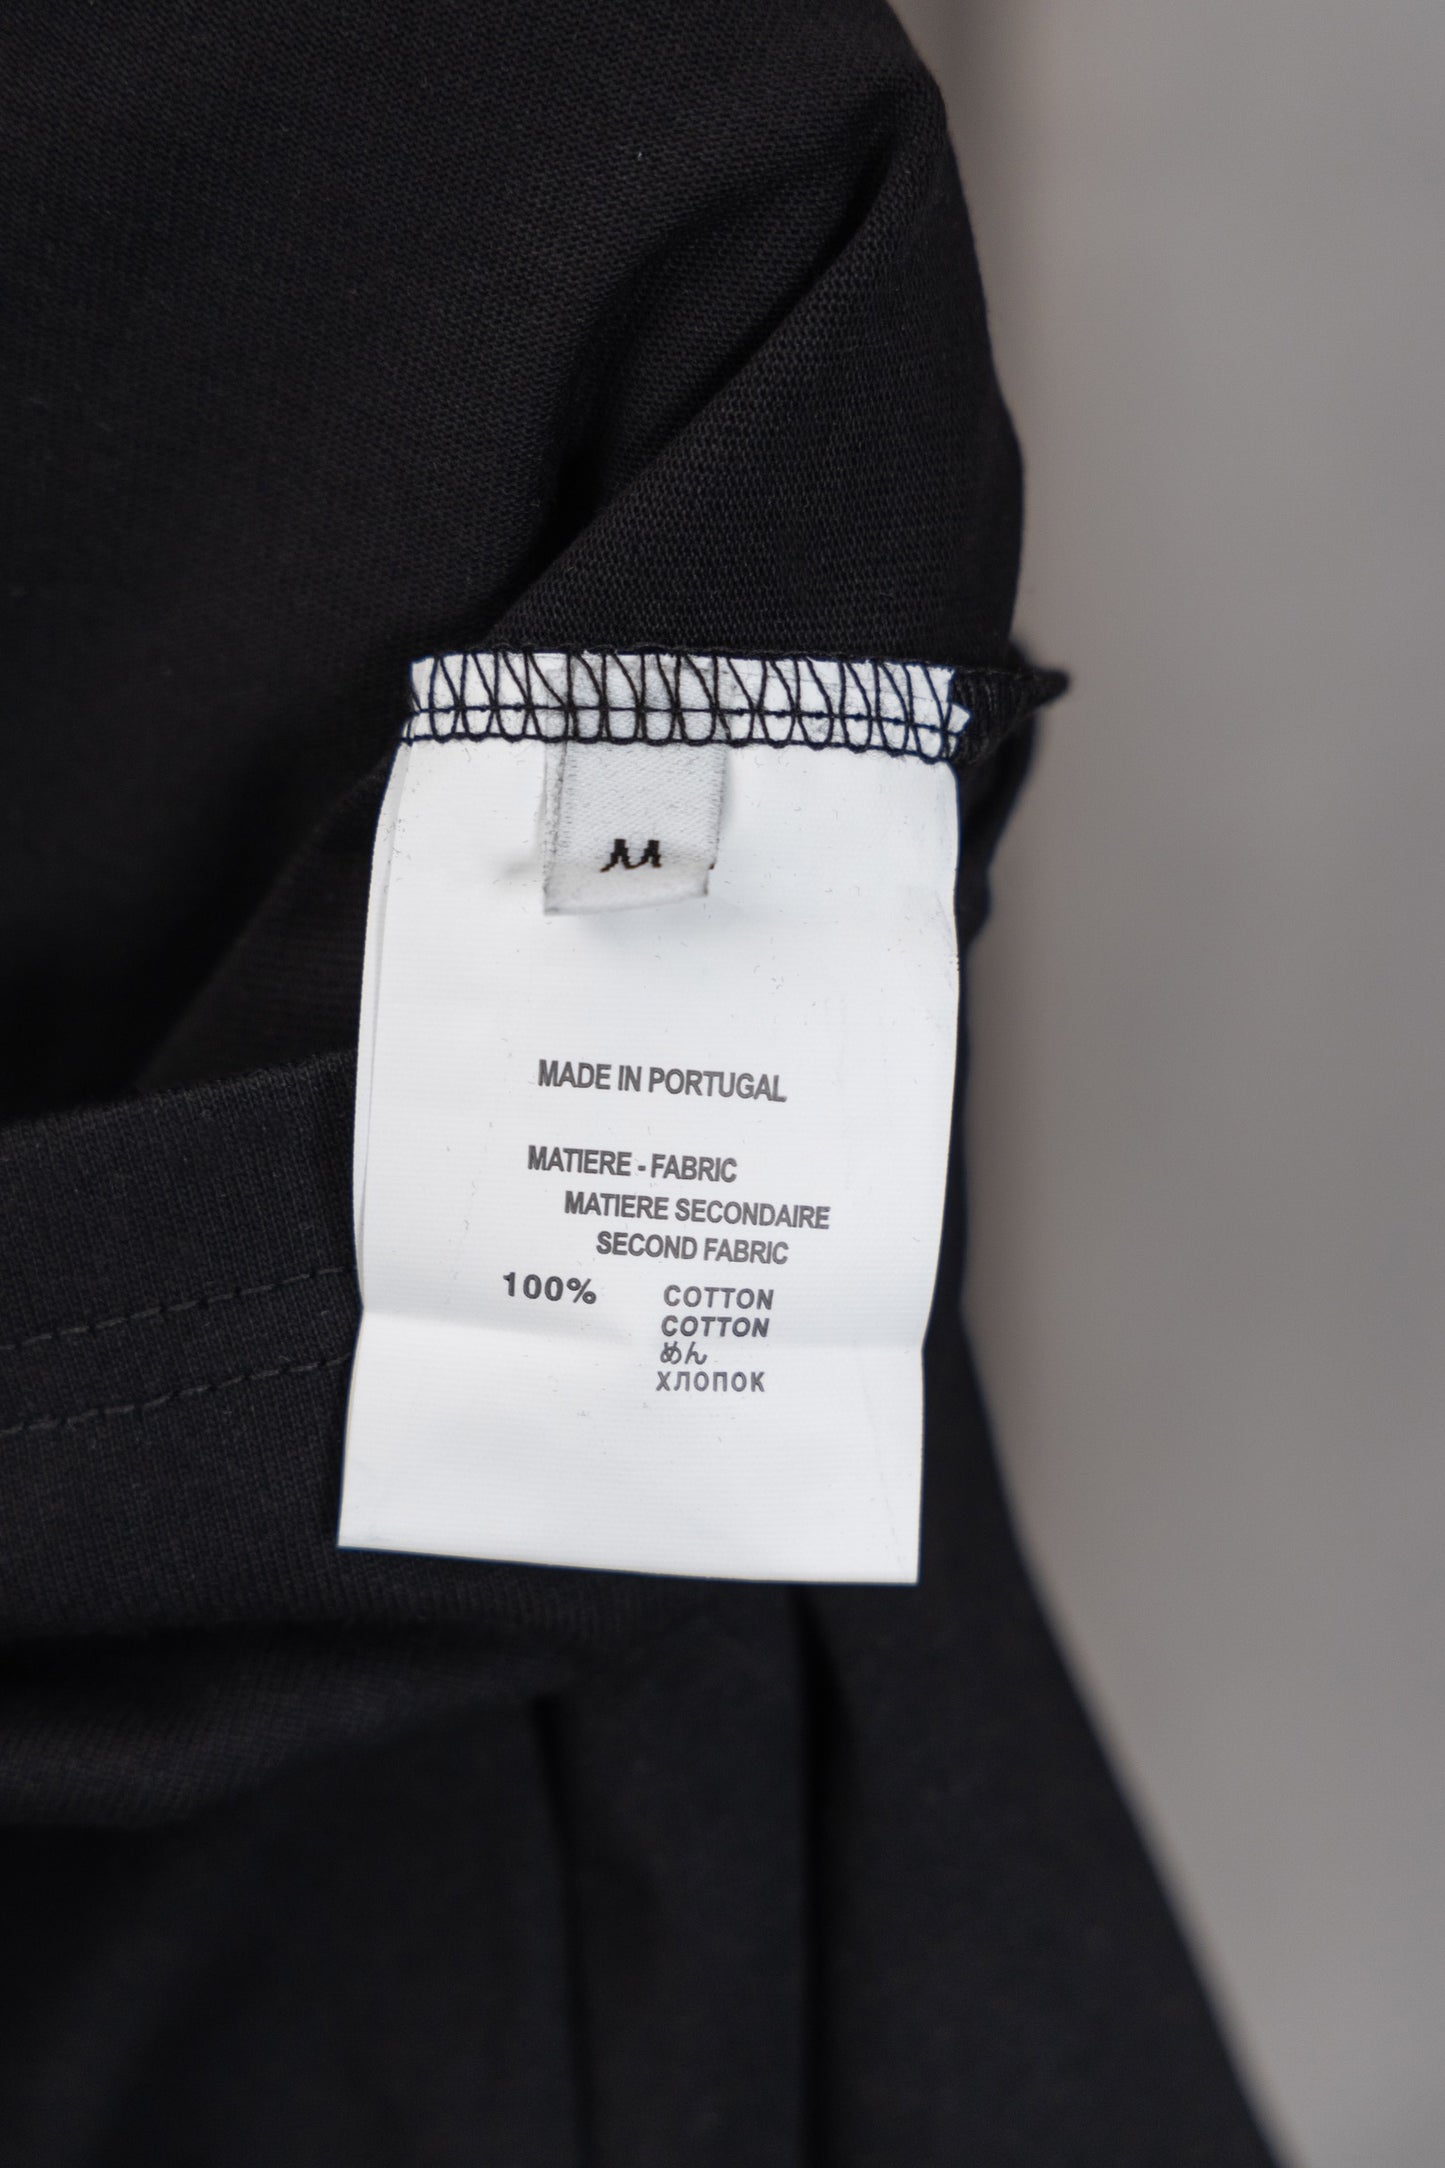 M
MADE IN PORTUGAL
MATIERE - FABRIC
MATIERE SECONDAIRE
SECOND FABRIC
100% COTTON
COTTON
めん
ХЛОПОК